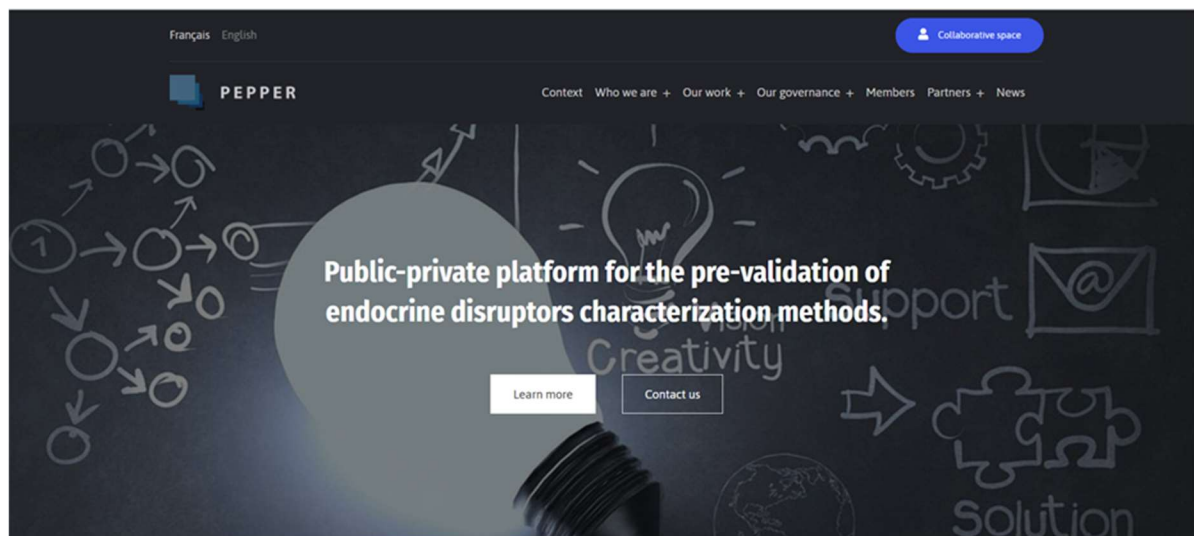 Français English
Collaborative space
PEPPER
Context Who we are + Our work + Our governance + Members Partners + News
Public-private platform for the pre-validation of
endocrine disruptors characterization methods.
Support
Vision
Creativity
Learn more
Contact us
@
1
Solution